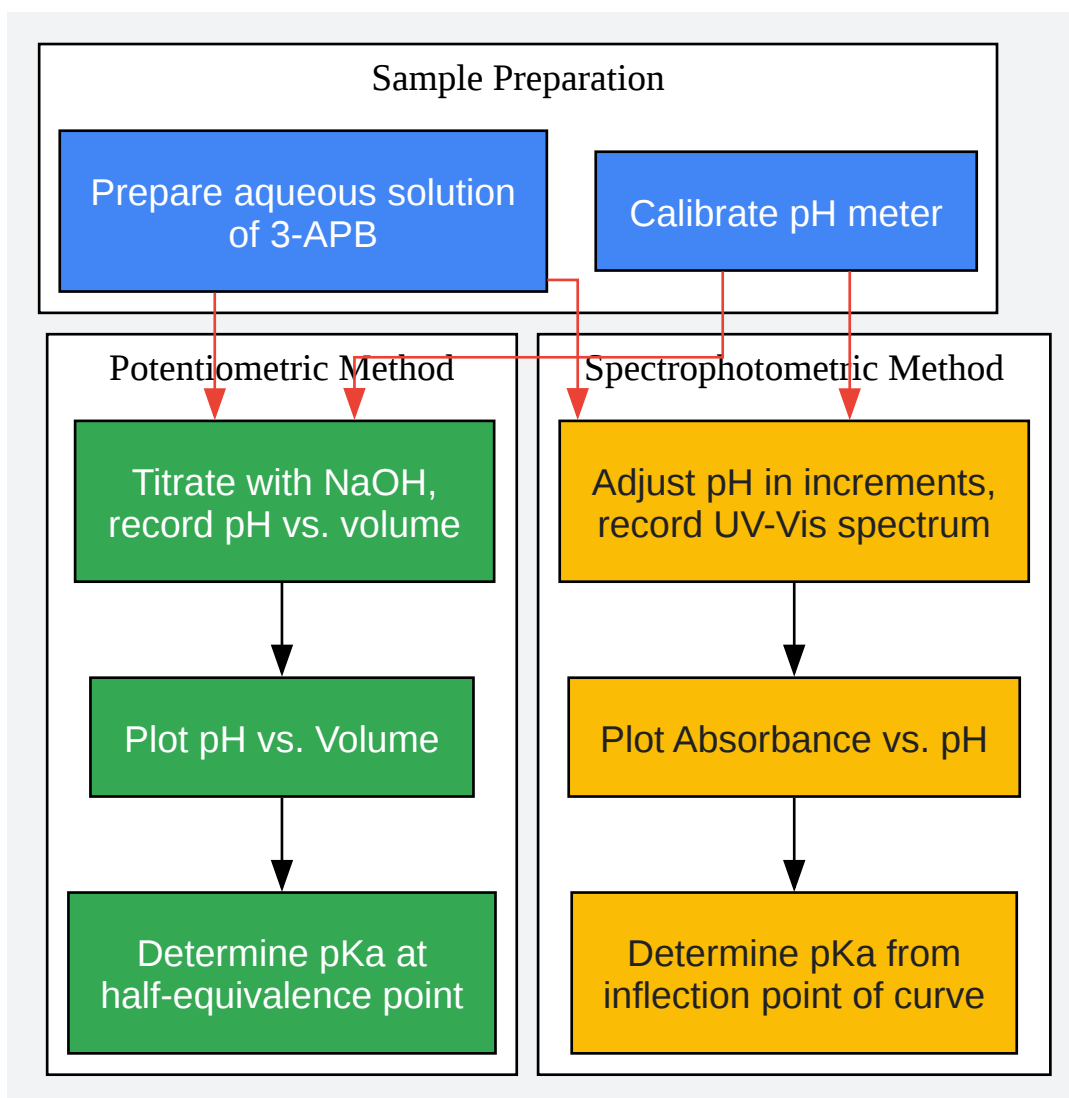 Sample Preparation
Prepare aqueous solution
of 3-APB
Calibrate pH meter
Potentiometric Method
Titrate with NaOH,
record pH vs. volume
Plot pH vs. Volume
Determine pKa at
half-equivalence point
Spectrophotometric Method
Adjust pH in increments,
record UV-Vis spectrum
Plot Absorbance vs. pH
Determine pKa from
inflection point of curve